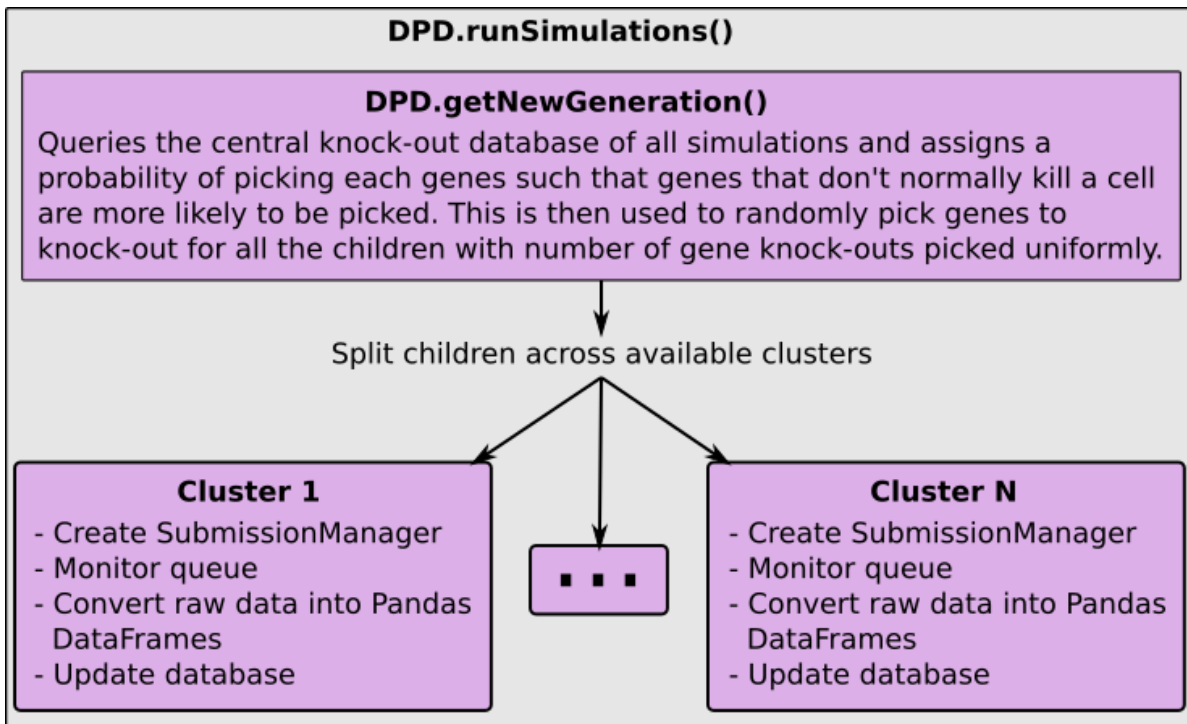 DPD.runSimulations()
DPD.getNewGeneration()
Queries the central knock-out database of all simulations and assigns a
probability of picking each genes such that genes that don't normally kill a cell
are more likely to be picked. This is then used to randomly pick genes to
knock-out for all the children with number of gene knock-outs picked uniformly.
Split children across available clusters
Cluster 1
- Create SubmissionManager
- Monitor queue
- Convert raw data into Pandas
DataFrames
- Update database
...
Cluster N
- Create SubmissionManager
- Monitor queue
- Convert raw data into Pandas
DataFrames
- Update database